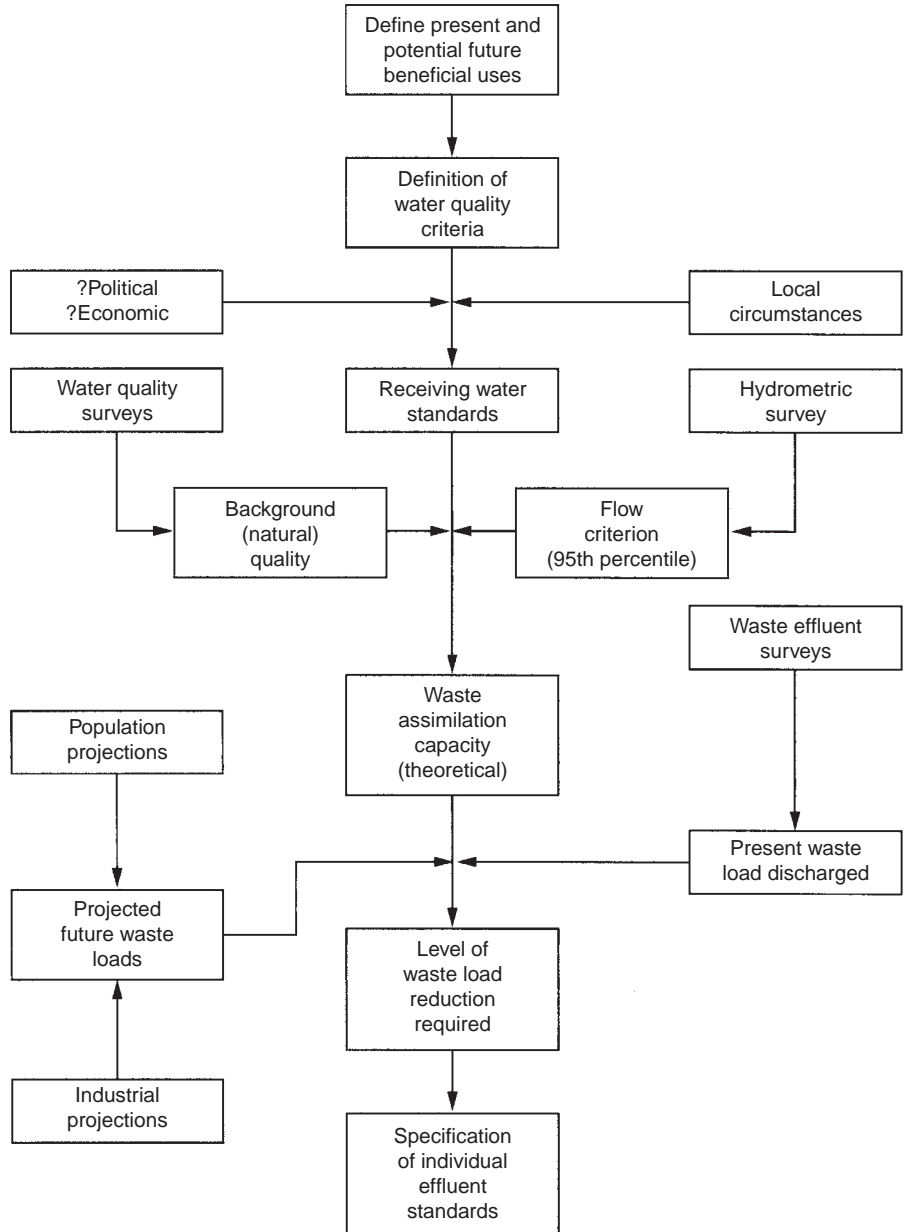 Define present and
potential future
beneficial uses
Definition of
water quality
criteria
?Political
?Economic
Local
circumstances
Water quality
surveys
Receiving water
standards
Hydrometric
survey
Background
(natural)
quality
Flow
criterion
(95th percentile)
Waste effluent
surveys
Waste
assimilation
capacity
(theoretical)
Population
projections
Present waste
load discharged
Projected
future waste
loads
Level of
waste load
reduction
required
Industrial
projections
Specification
of individual
effluent
standards